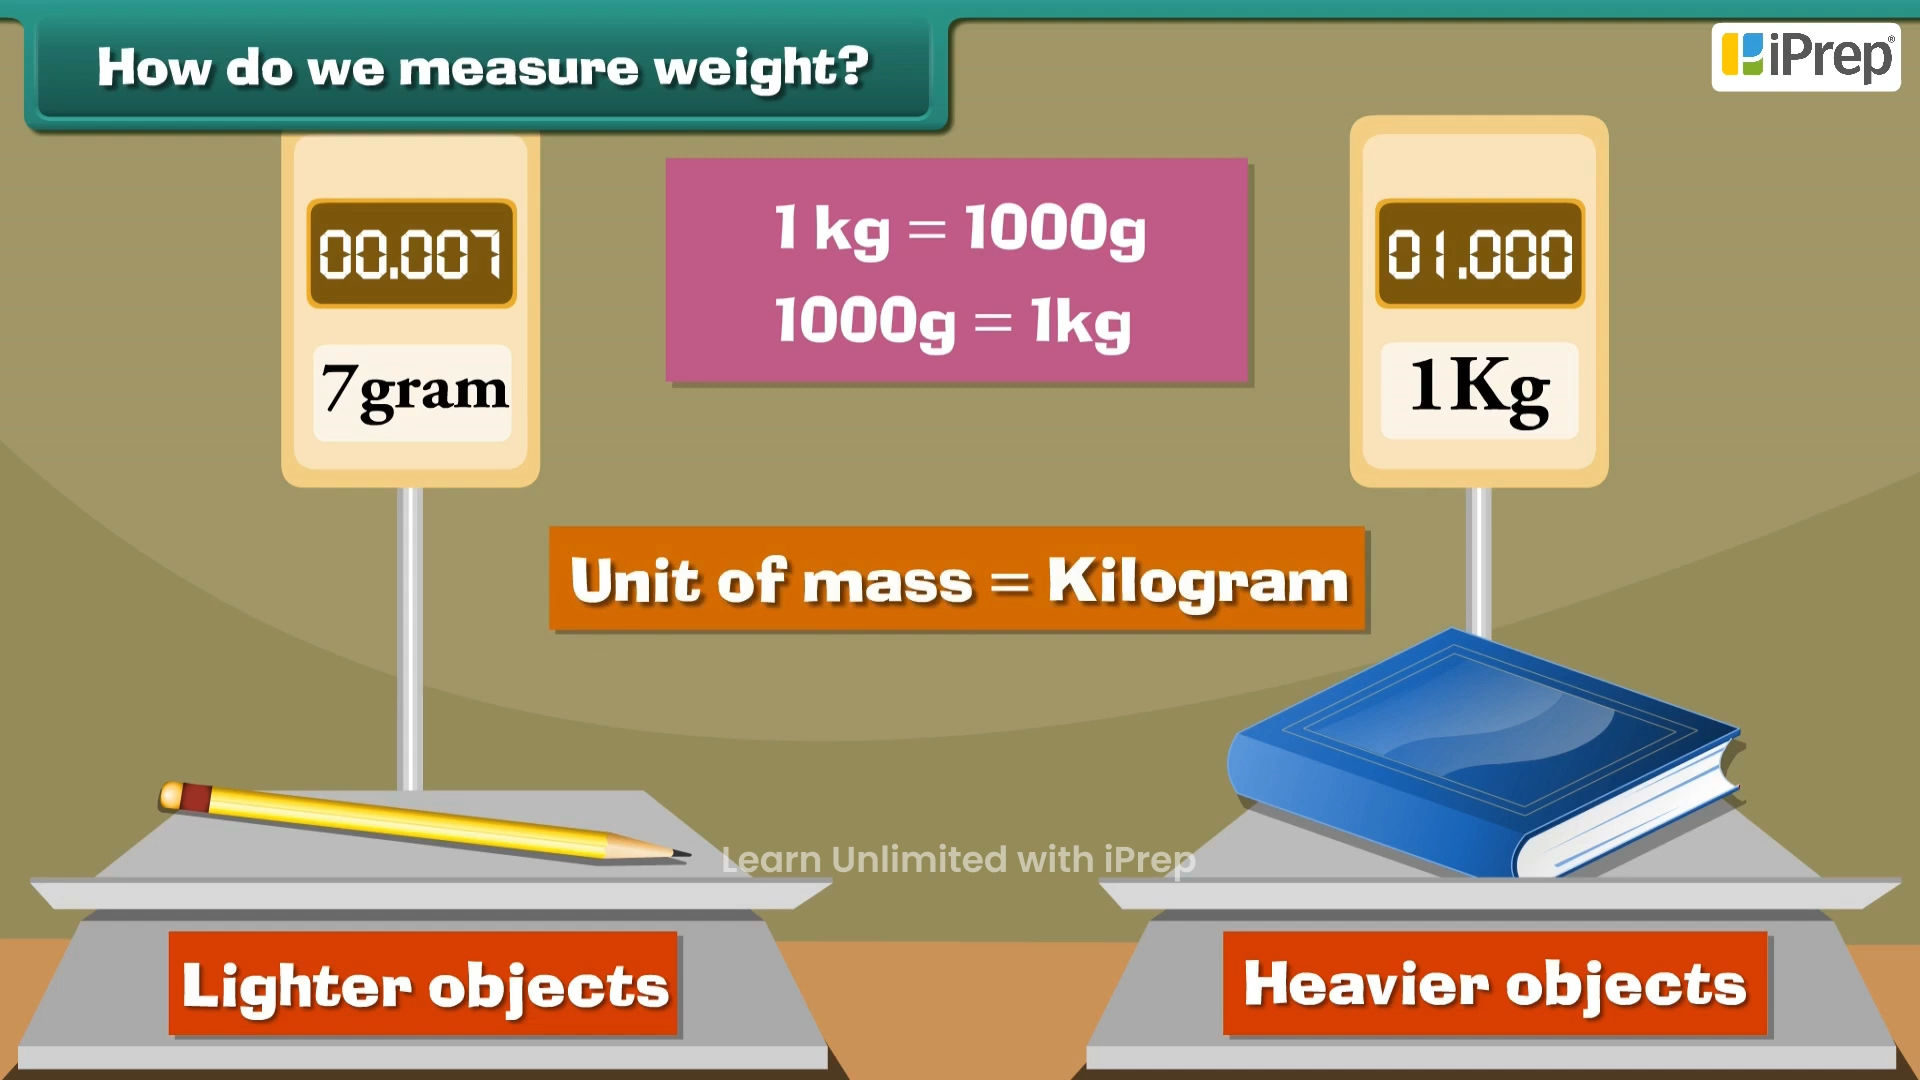 How do we measure weight?
iPrep®
00.007
7gram
1 kg = 1000g
1000g = 1kg
01.000
1Kg
Unit of mass = Kilogram
Learn Unlimited with iPrep
Lighter objects
Heavier objects